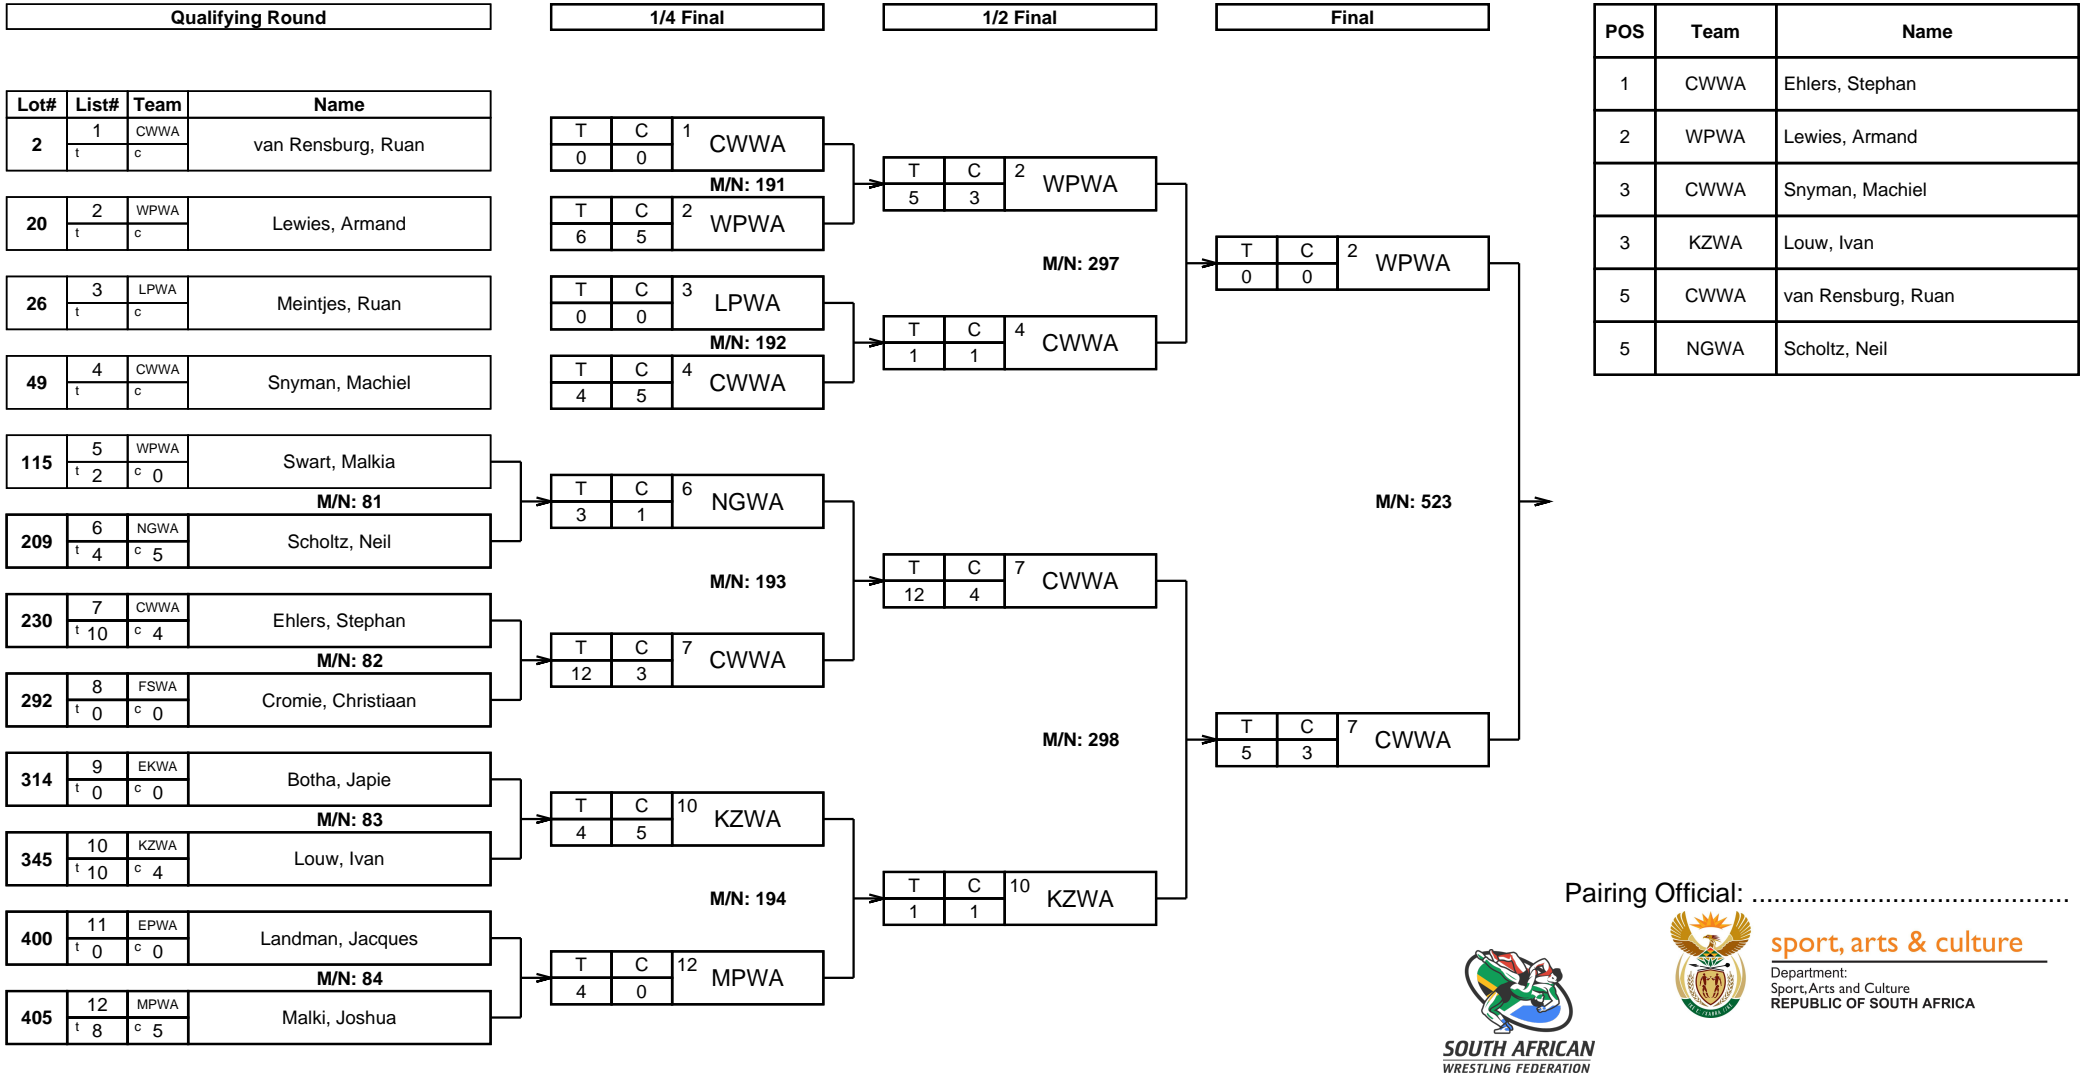 Qualifying Round
1/4 Final
1/2 Final
Final
Lot# List# Team Name
2 1 CWWA van Rensburg, Ruan
t c
20 2 WPWA Lewies, Armand
t c
26 3 LPWA Meintjes, Ruan
t c
49 4 CWWA Snyman, Machiel
t c
115 5 WPWA Swart, Malkia
t 2 c 0
M/N: 81
209 6 NGWA Scholtz, Neil
t 4 c 5
230 7 CWWA Ehlers, Stephan
t 10 c 4
M/N: 82
292 8 FSWA Cromie, Christiaan
t 0 c 0
314 9 EKWA Botha, Japie
t 0 c 0
M/N: 83
345 10 KZWA Louw, Ivan
t 10 c 4
400 11 EPWA Landman, Jacques
t 0 c 0
M/N: 84
405 12 MPWA Malki, Joshua
t 8 c 5
T C 1 CWWA
0 0
M/N: 191
T C 2 WPWA
6 5
T C 3 LPWA
0 0
M/N: 192
T C 4 CWWA
4 5
T C 6 NGWA
3 1
M/N: 193
T C 7 CWWA
12 3
T C 10 KZWA
4 5
M/N: 194
T C 12 MPWA
4 0
T C 2 WPWA
5 3
M/N: 297
T C 4 CWWA
1 1
T C 7 CWWA
12 4
M/N: 298
T C 10 KZWA
1 1
T C 2 WPWA
0 0
M/N: 523
T C 7 CWWA
5 3
POS Team Name
1 CWWA Ehlers, Stephan
2 WPWA Lewies, Armand
3 CWWA Snyman, Machiel
3 KZWA Louw, Ivan
5 CWWA van Rensburg, Ruan
5 NGWA Scholtz, Neil
Pairing Official: ...........................................
sport, arts & culture
Department:
Sport, Arts and Culture
REPUBLIC OF SOUTH AFRICA
SOUTH AFRICAN
WRESTLING FEDERATION